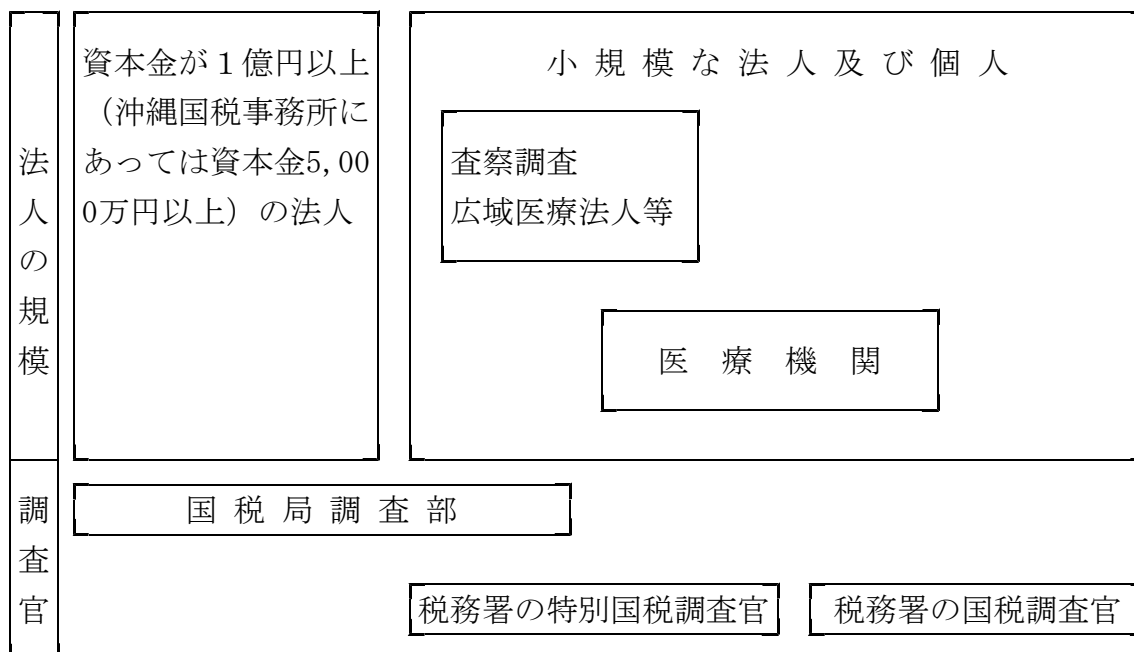 法人の規模
資本金が１億円以上
（沖縄国税事務所に
あっては資本金5,00
0万円以上）の法人
小規模な法人及び個人
査察調査
広域医療法人等
医療機関
調査官
国税局調査部
税務署の特別国税調査官
税務署の国税調査官